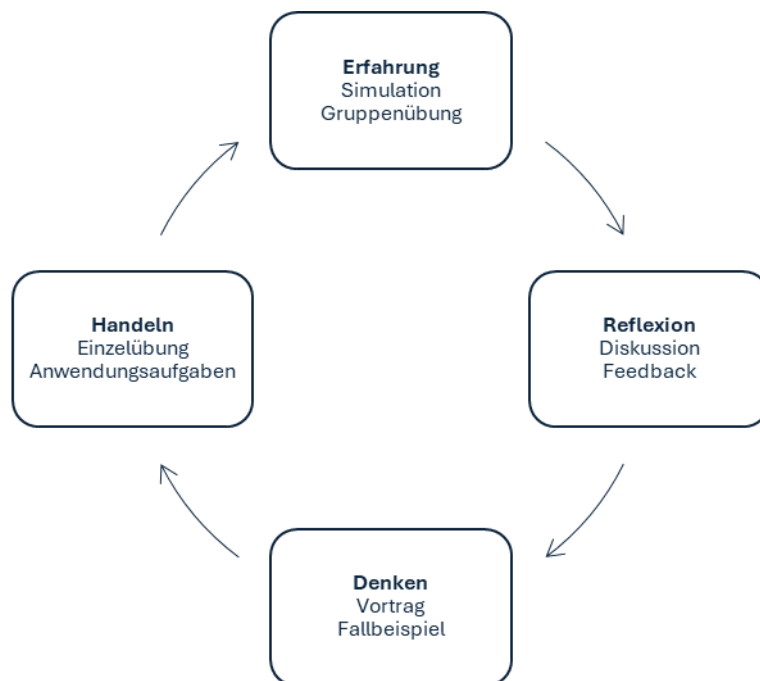 Erfahrung
Simulation
Gruppenübung
Handeln
Einzelübung
Anwendungsaufgaben
Reflexion
Diskussion
Feedback
Denken
Vortrag
Fallbeispiel